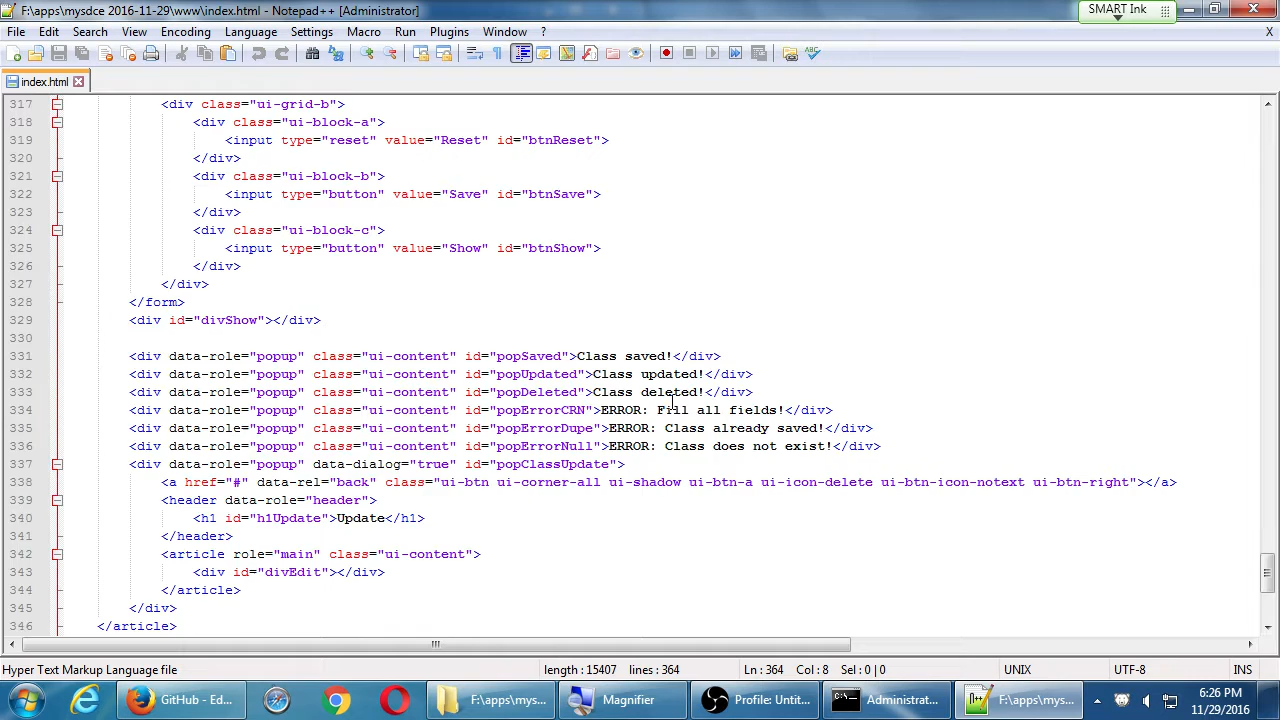 F:\apps\mysdce 2016-11-29\www\index.html - Notepad++ [Administrator]
SMART Ink
File Edit Search View Encoding Language Settings Macro Run Plugins Window ? X
index.html
317 <div class="ui-grid-b">
318 <div class="ui-block-a">
319 <input type="reset" value="Reset" id="btnReset">
320 </div>
321 <div class="ui-block-b">
322 <input type="button" value="Save" id="btnSave">
323 </div>
324 <div class="ui-block-c">
325 <input type="button" value="Show" id="btnShow">
326 </div>
327 </div>
328 </form>
329 <div id="divShow"></div>
330
331 <div data-role="popup" class="ui-content" id="popSaved">Class saved!</div>
332 <div data-role="popup" class="ui-content" id="popUpdated">Class updated!</div>
333 <div data-role="popup" class="ui-content" id="popDeleted">Class deleted!</div>
334 <div data-role="popup" class="ui-content" id="popErrorCRN">ERROR: Fill all fields!</div>
335 <div data-role="popup" class="ui-content" id="popErrorDupe">ERROR: Class already saved!</div>
336 <div data-role="popup" class="ui-content" id="popErrorNull">ERROR: Class does not exist!</div>
337 <div data-role="popup" data-dialog="true" id="popClassUpdate">
338 <a href="#" data-rel="back" class="ui-btn ui-corner-all ui-shadow ui-btn-a ui-icon-delete ui-btn-icon-notext ui-btn-right"></a>
339 <header data-role="header">
340 <h1 id="h1Update">Update</h1>
341 </header>
342 <article role="main" class="ui-content">
343 <div id="divEdit"></div>
344 </article>
345 </div>
346 </article>
Hyper Text Markup Language file length : 15407 lines : 364 Ln : 364 Col : 8 Sel : 0 | 0 UNIX UTF-8 INS
GitHub - Ed... F:\apps\mys... Magnifier Profile: Untit... Administrat... F:\apps\mys... 6:26 PM
11/29/2016